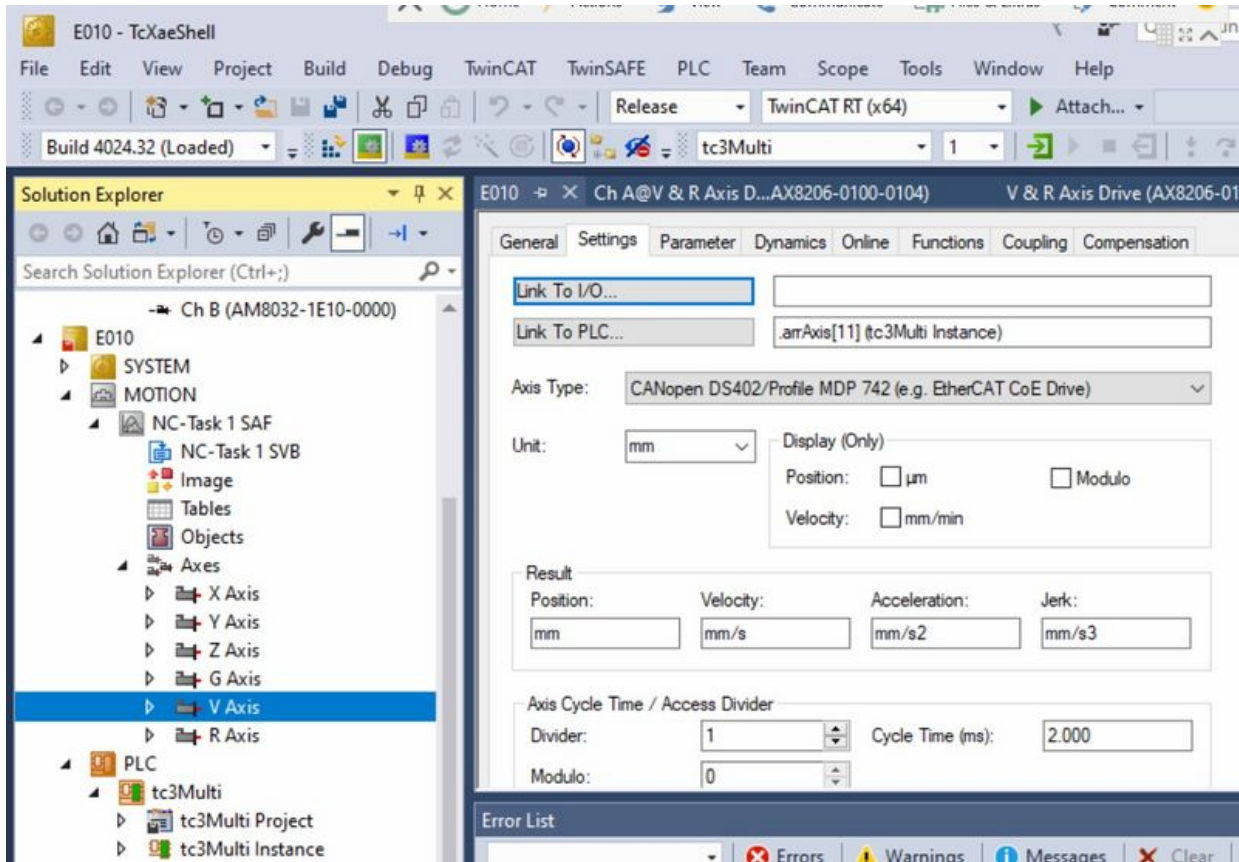 E010 - TcXaeShell
File Edit View Project Build Debug TwinCAT TwinSAFE PLC Team Scope Tools Window Help
Release TwinCAT RT (x64) Attach...
Build 4024.32 (Loaded) tc3Multi 1
Solution Explorer
Search Solution Explorer (Ctrl+;)
Ch B (AM8032-1E10-0000)
E010
SYSTEM
MOTION
NC-Task 1 SAF
NC-Task 1 SVB
Image
Tables
Objects
Axes
X Axis
Y Axis
Z Axis
G Axis
V Axis
R Axis
PLC
tc3Multi
tc3Multi Project
tc3Multi Instance
E010 Ch A@V & R Axis D...AX8206-0100-0104) V & R Axis Drive (AX8206-01
General Settings Parameter Dynamics Online Functions Coupling Compensation
Link To I/O...
Link To PLC... .arrAxis[11] (tc3Multi Instance)
Axis Type: CANopen DS402/Profile MDP 742 (e.g. EtherCAT CoE Drive)
Unit: mm Display (Only)
Position: µm Modulo
Velocity: mm/min
Result
Position: Velocity: Acceleration: Jerk:
mm mm/s mm/s2 mm/s3
Axis Cycle Time / Access Divider
Divider: 1 Cycle Time (ms): 2.000
Modulo: 0
Error List
Errors Warnings Messages Clear